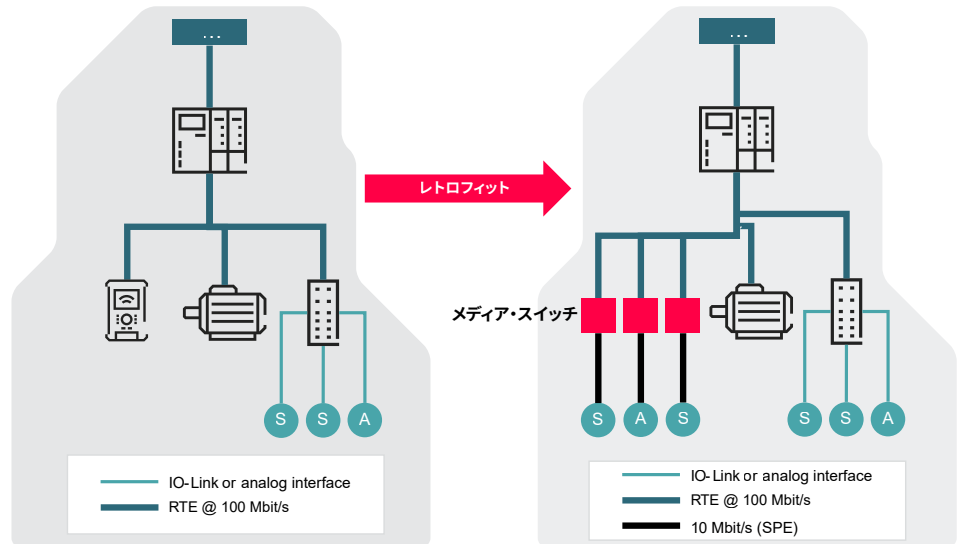 ...
...
レトロフィット
メディア・スイッチ
S
S
A
S
A
S
S
S
A
IO-Link or analog interface
RTE @ 100 Mbit/s
IO-Link or analog interface
RTE @ 100 Mbit/s
10 Mbit/s (SPE)